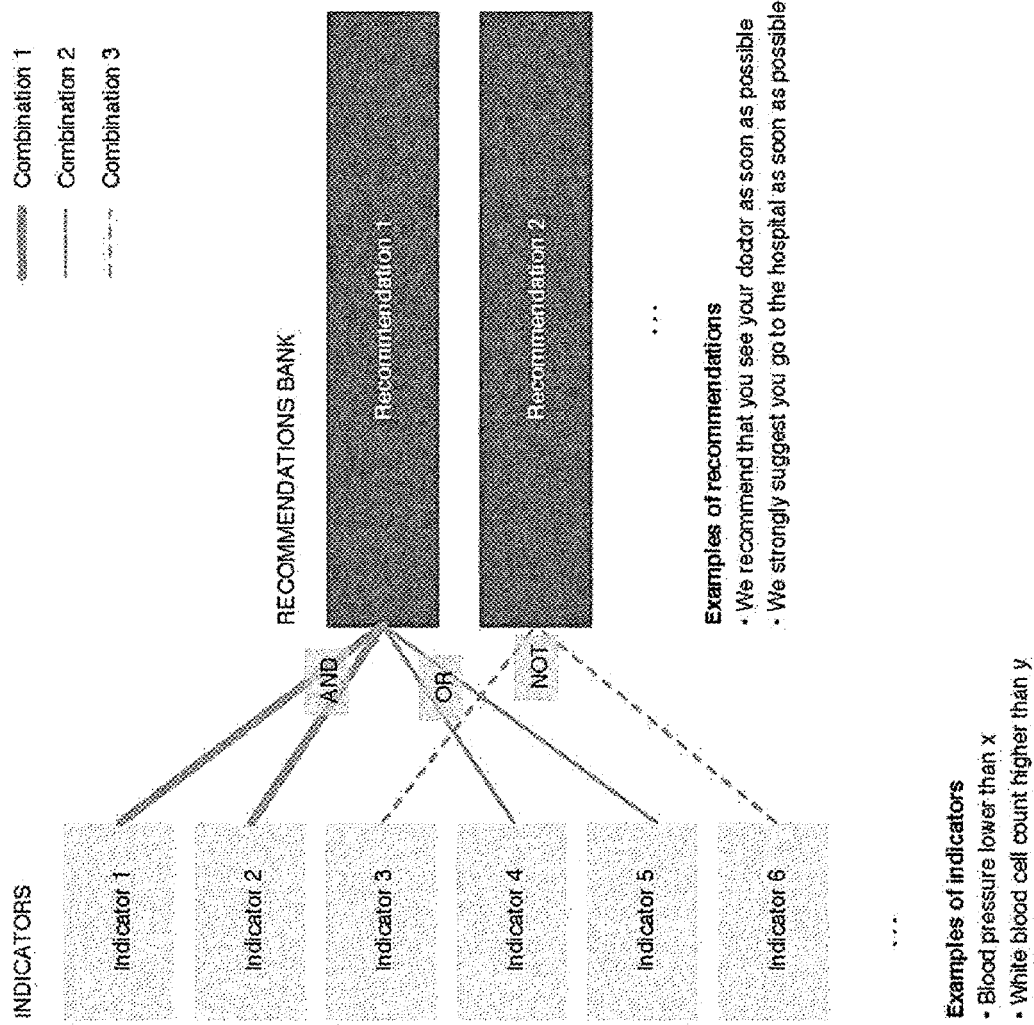 INDICATORS
Indicator 1
Indicator 2
Indicator 3
Indicator 4
Indicator 5
Indicator 6
...
Examples of indicators
• Blood pressure lower than x
• White blood cell count higher than y
AND
OR
NOT
RECOMMENDATIONS BANK
Recommendation 1
Recommendation 2
...
Examples of recommendations
• We recommend that you see your doctor as soon as possible
• We strongly suggest you go to the hospital as soon as possible
Combination 1
Combination 2
Combination 3